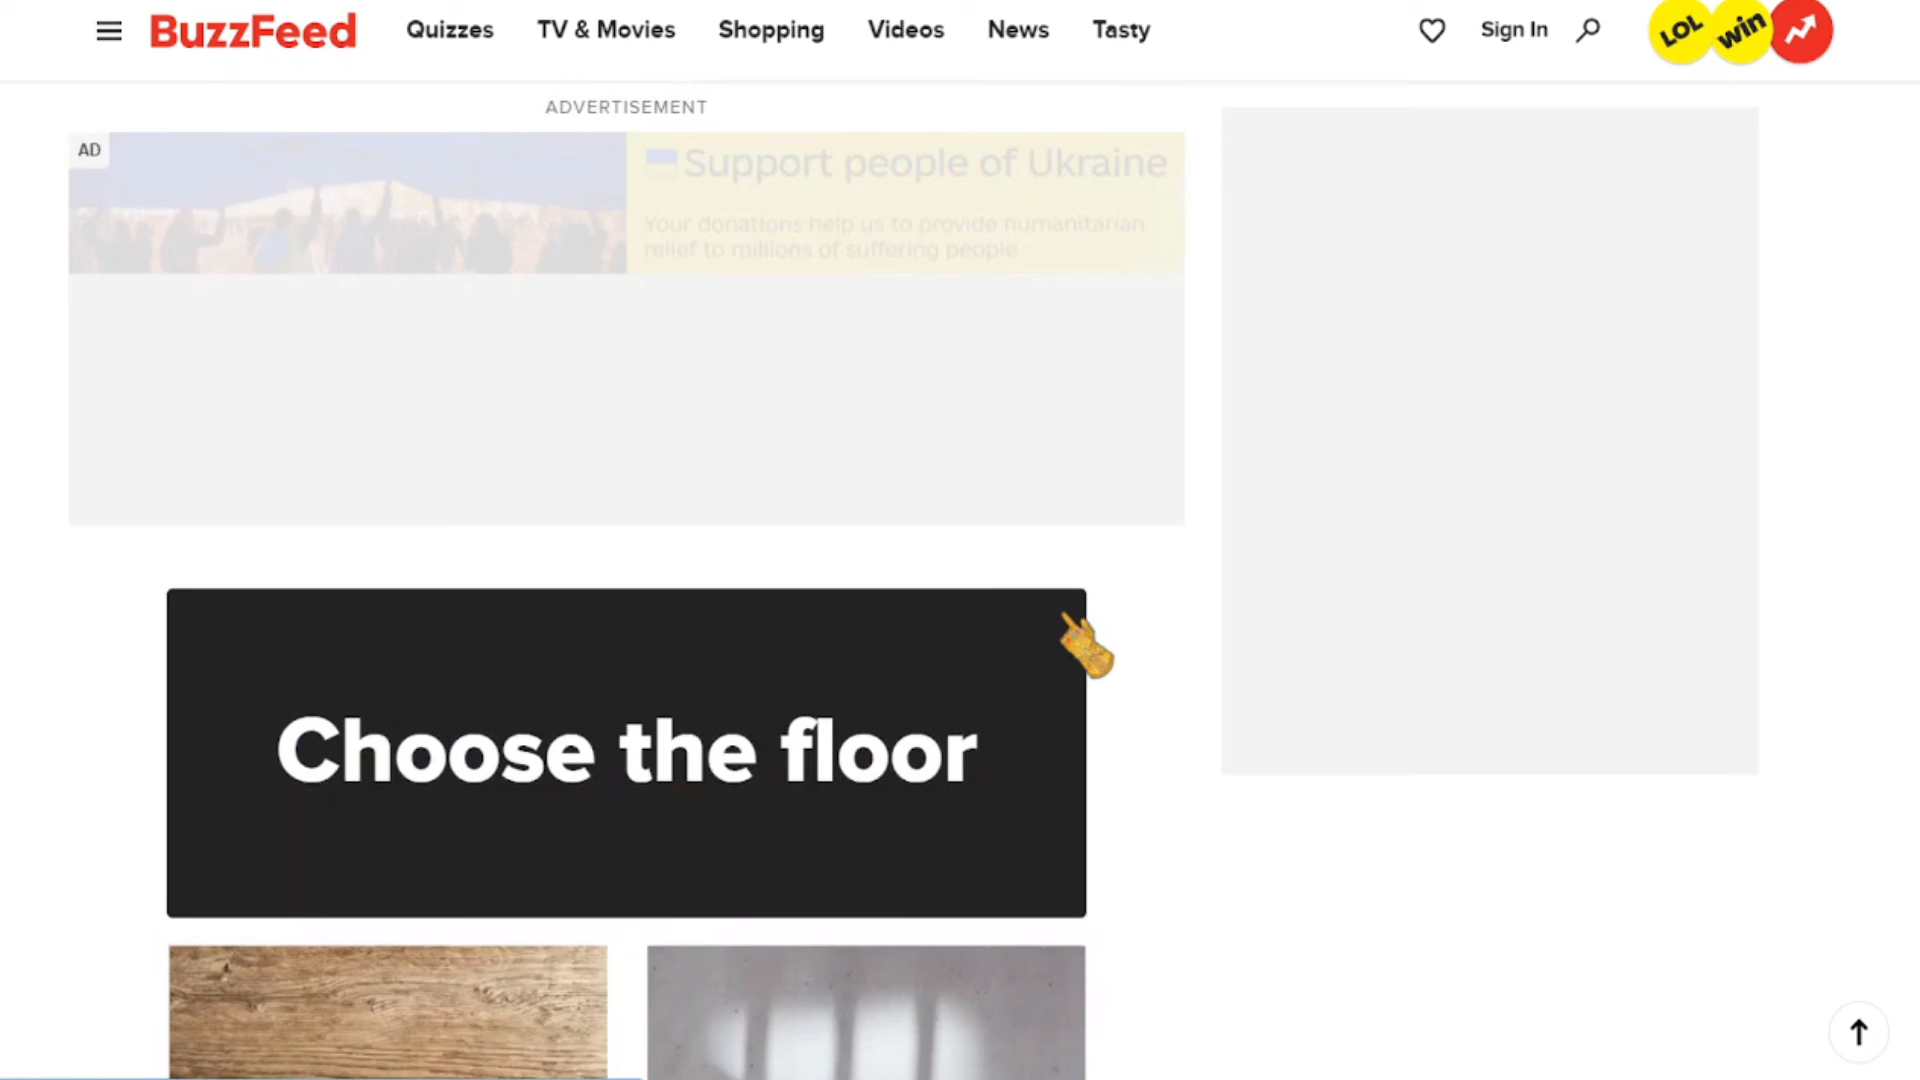 BuzzFeed
Quizzes
TV & Movies
Shopping
Videos
News
Tasty
Sign In
LOL
win
ADVERTISEMENT
AD
Support people of Ukraine
Your donations help us to provide humanitarian
relief to millions of suffering people
Choose the floor